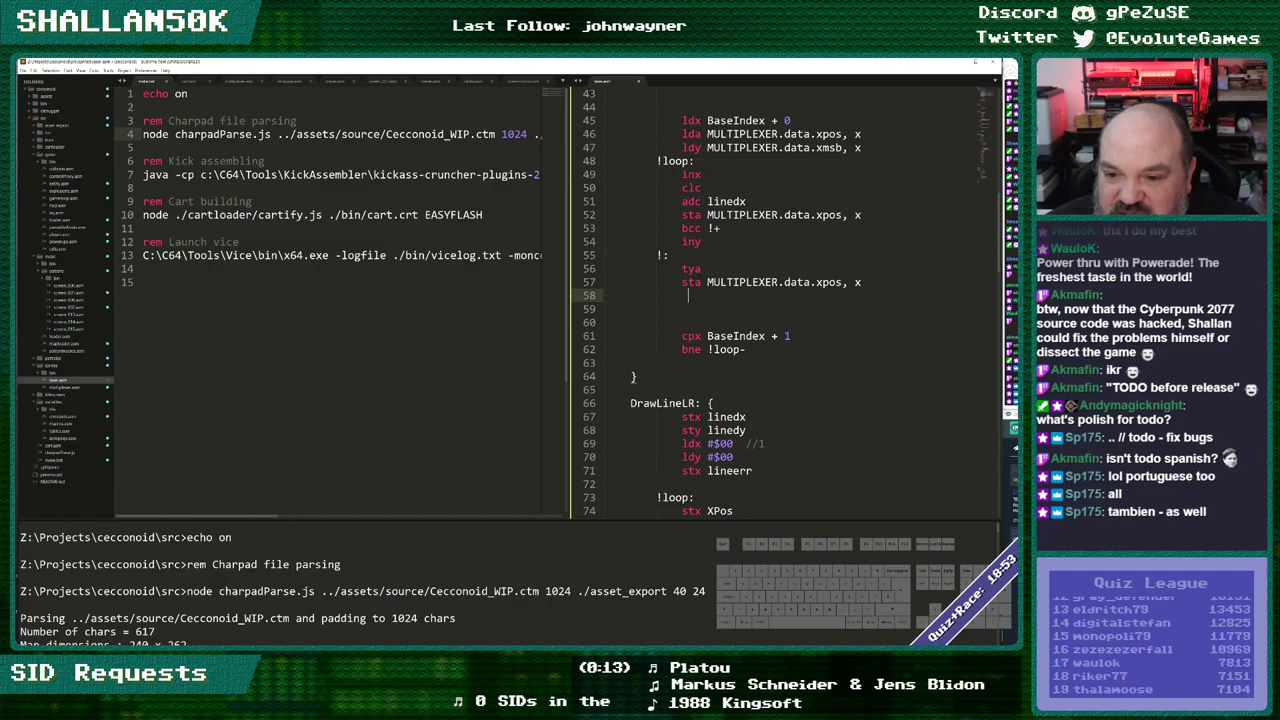 SHALLAN50K
Last Follow: johnwayner
Discord gPeZuSE
Twitter @EvoluteGames
1 echo on
2
3 rem Charpad file parsing
4 node charpadParse.js ../assets/source/Cecconoid_WIP.ctm 1024 .
5
6 rem Kick assembling
7 java -cp c:\C64\Tools\KickAssembler\kickass-cruncher-plugins-2
8
9 rem Cart building
10 node ./cartloader/cartify.js ./bin/cart.crt EASYFLASH
11
12 rem Launch vice
13 C:\C64\Tools\Vice\bin\x64.exe -logfile ./bin/vicelog.txt -monc
14
15
43
44
45 ldx BaseIndex + 0
46 lda MULTIPLEXER.data.xpos, x
47 ldy MULTIPLEXER.data.xmsb, x
48 !loop:
49 inx
50 clc
51 adc linedx
52 sta MULTIPLEXER.data.xpos, x
53 bcc !+
54 iny
55 !:
56 tya
57 sta MULTIPLEXER.data.xpos, x
58
59
60
61 cpx BaseIndex + 1
62 bne !loop-
63
64 }
65
66 DrawLineLR: {
67 stx linedx
68 sty linedy
69 ldx #$00 //1
70 ldy #$00
71 stx lineerr
72
73 !loop:
74 stx XPos
Z:\Projects\cecconoid\src>echo on
Z:\Projects\cecconoid\src>rem Charpad file parsing
Z:\Projects\cecconoid\src>node charpadParse.js ../assets/source/Cecconoid_WIP.ctm 1024 ./asset_export 40 24
Parsing ../assets/source/Cecconoid_WIP.ctm and padding to 1024 chars
Number of chars = 617
Map dimensions : 240 x 262
Quiz+Race: 18:53
WauloK: thx I do my best
WauloK:
Power thru with Powerade! The
freshest taste in the world!
Akmafin:
btw, now that the Cyberpunk 2077
source code was hacked, Shallan
could fix the problems himself or
dissect the game
Akmafin: ikr
Akmafin: "TODO before release"
Andymagicknight:
what's polish for todo?
Sp175: .. // todo - fix bugs
Akmafin: isn't todo spanish?
Sp175: lol portuguese too
Sp175: all
Sp175: tambien - as well
Quiz League
13 eldritch79 13453
14 digitalstefan 12825
15 monopoli79 11779
16 zezezezerfall 10969
17 waulok 7813
18 riker77 7151
19 thalamoose 7104
SID Requests
(0:13) Platou
Markus Schneider & Jens Blidon
0 SIDs in the
1988 Kingsoft